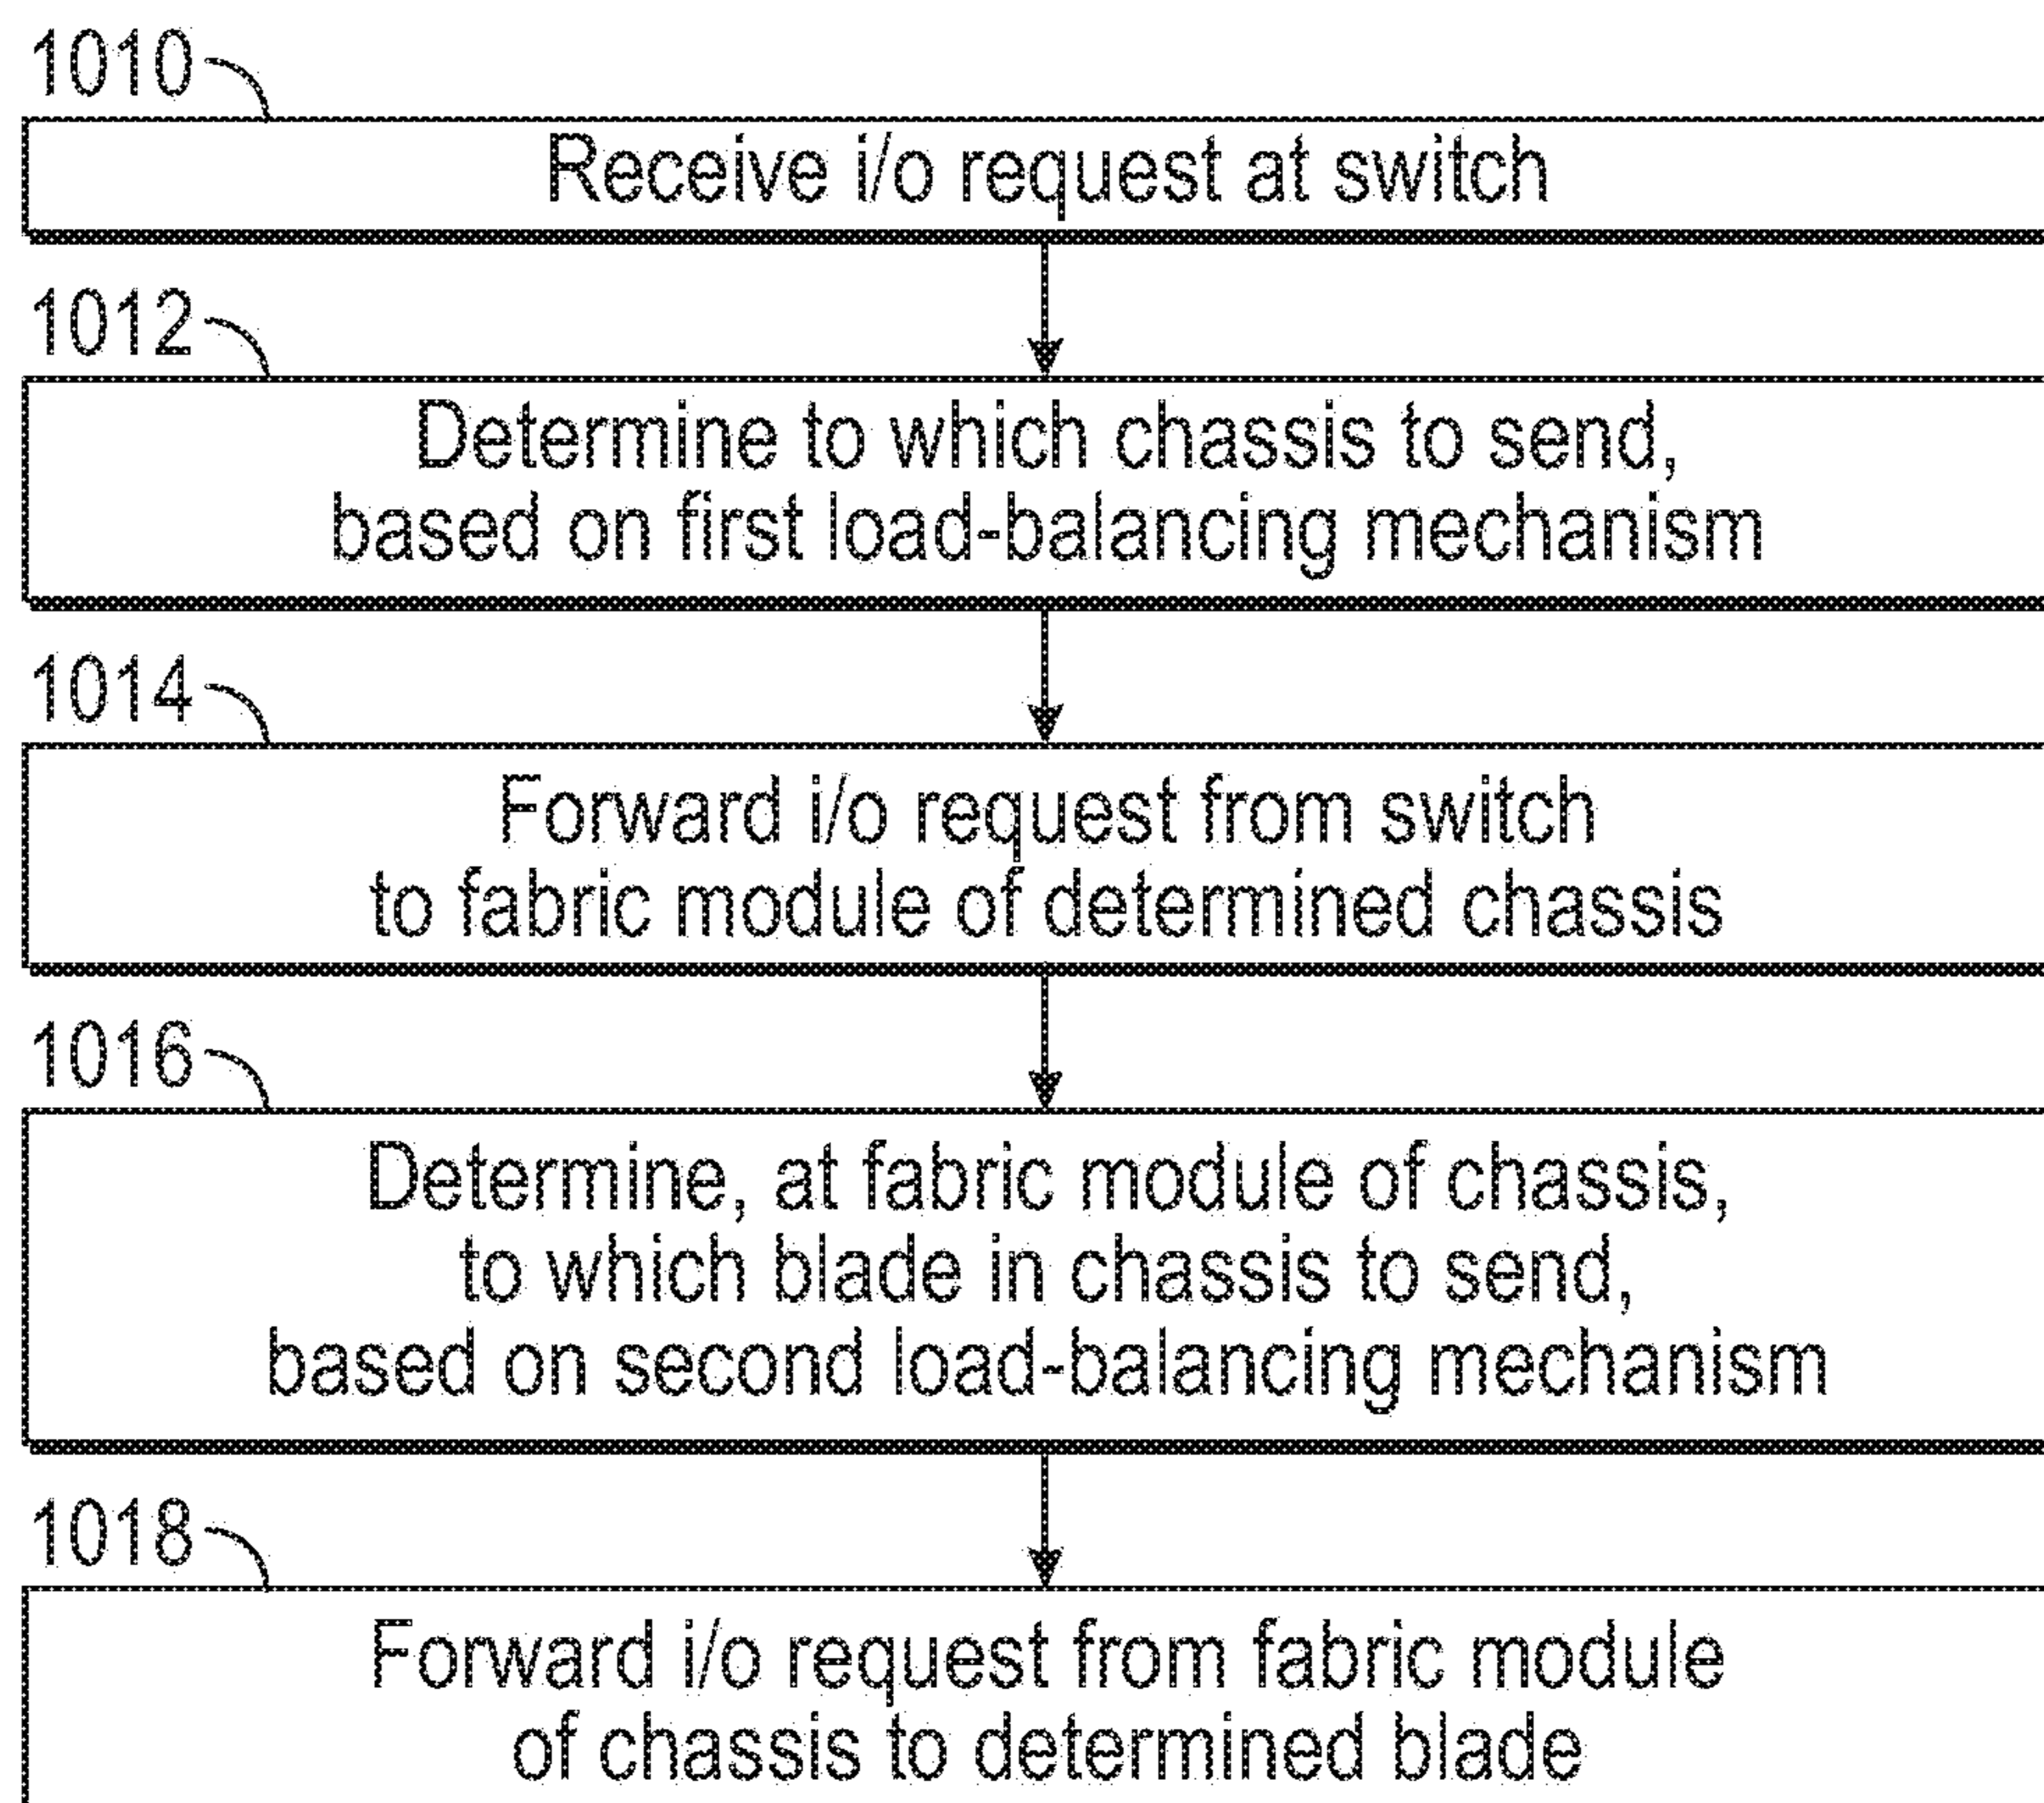 1010
Receive i/o request at switch
1012
Determine to which chassis to send,
based on first load-balancing mechanism
1014
Forward i/o request from switch
to fabric module of determined chassis
1016
Determine, at fabric module of chassis,
to which blade in chassis to send,
based on second load-balancing mechanism
1018
Forward i/o request from fabric module
of chassis to determined blade